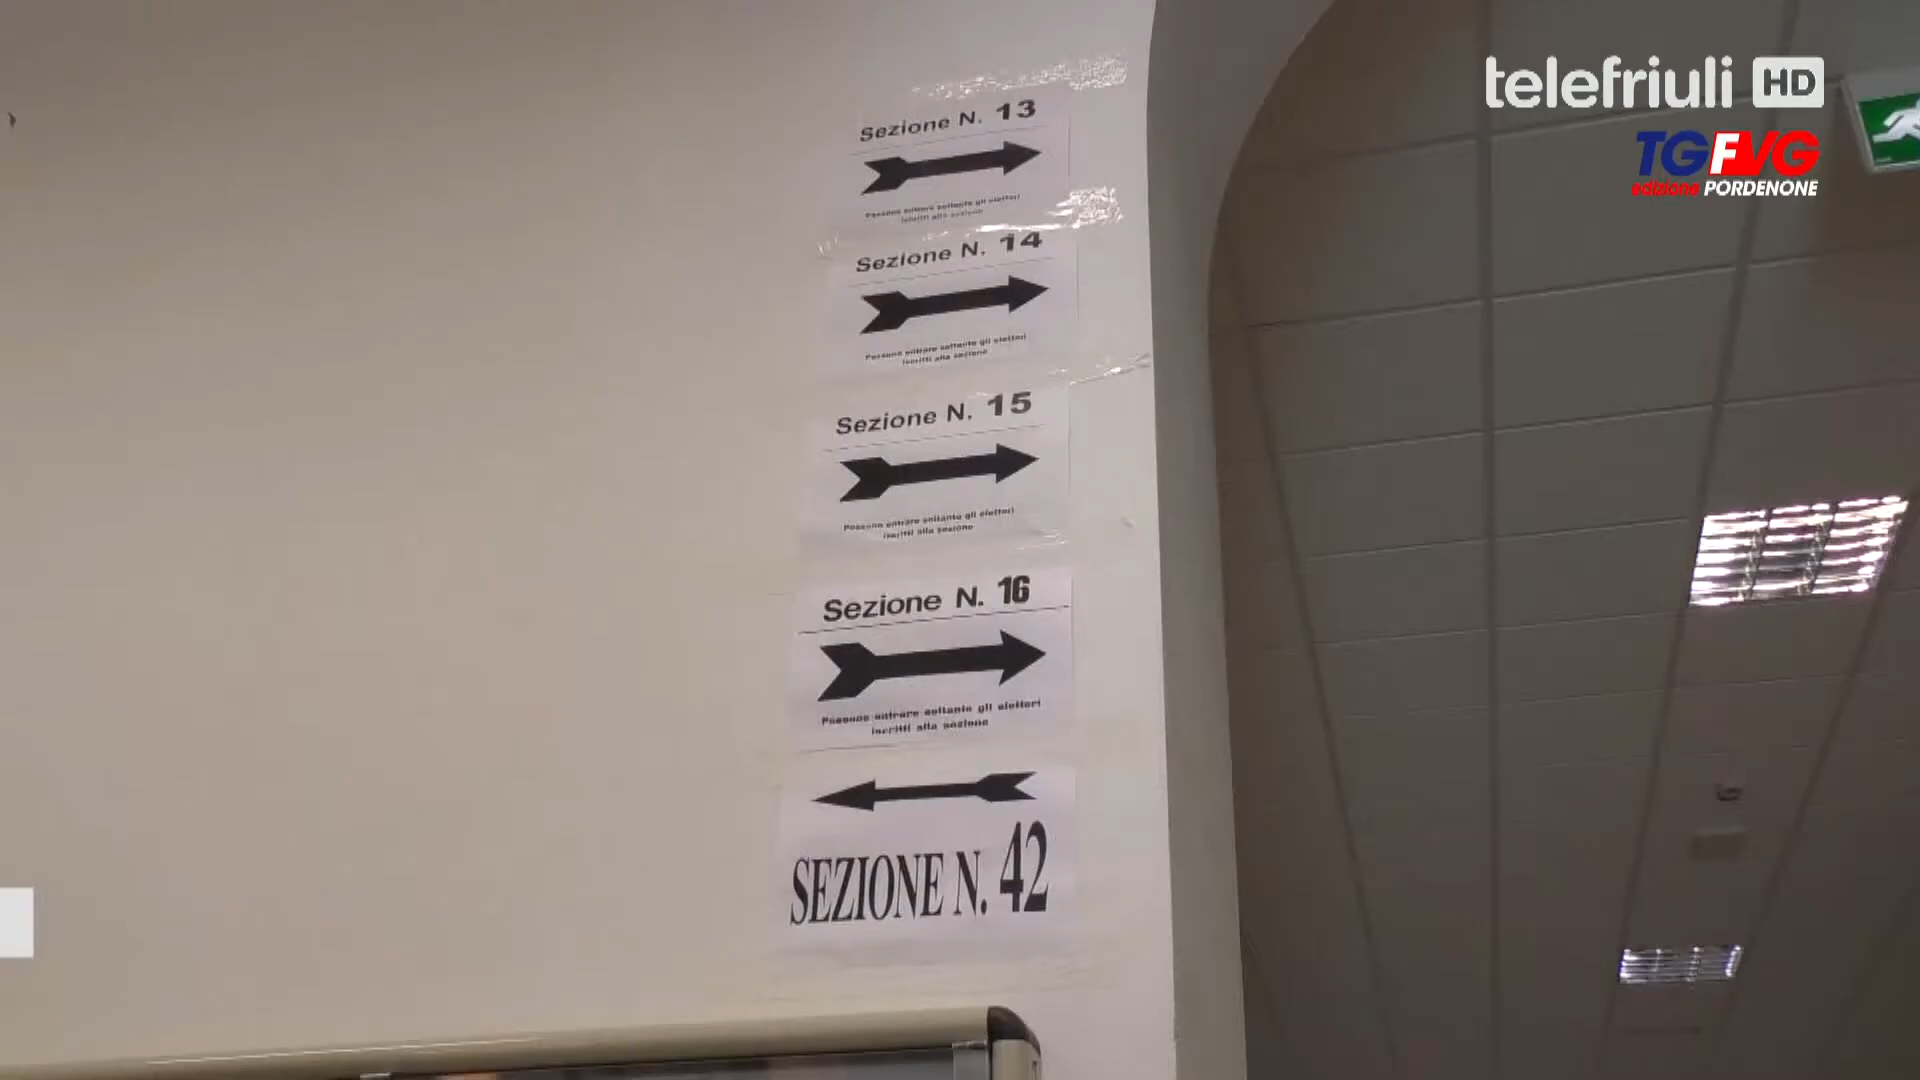 telefriuli HD
TGFVG
edizione PORDENONE
Sezione N. 13
Possono entrare soltanto gli elettori
iscritti alla sezione
Sezione N. 14
Possono entrare soltanto gli elettori
iscritti alla sezione
Sezione N. 15
Possono entrare soltanto gli elettori
iscritti alla sezione
Sezione N. 16
Possono entrare soltanto gli elettori
iscritti alla sezione
SEZIONE N. 42